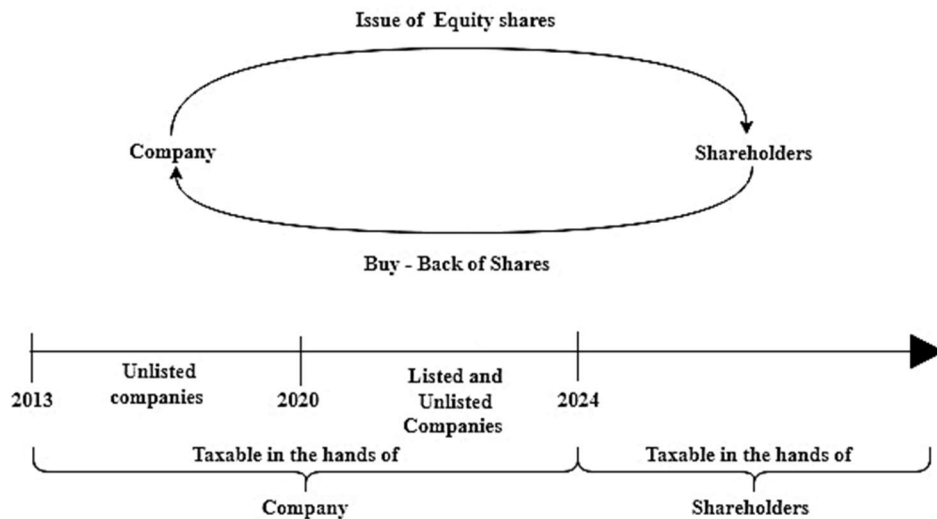 Issue of Equity shares
Company
Shareholders
Buy - Back of Shares
Unlisted
companies
Listed and
Unlisted
Companies
2013
2020
2024
Taxable in the hands of
Taxable in the hands of
Company
Shareholders